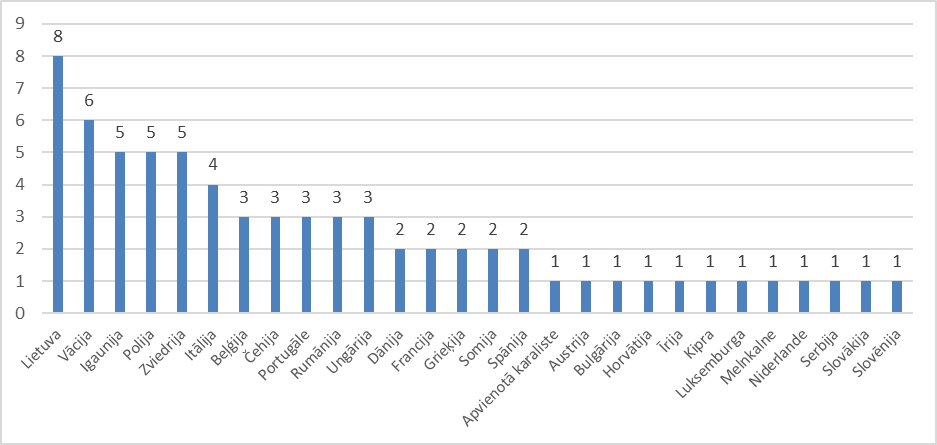 9
8
7
6
5
4
3
2
1
0
8
6
5
5
5
4
3
3
3
3
3
2
2
2
2
2
1
1
1
1
1
1
1
1
1
1
1
1
Lietuva
Vācija
Igaunija
Polija
Zviedrija
Itālija
Beļģija
Čehija
Portugāle
Rumānija
Ungārija
Dānija
Francija
Grieķija
Somija
Spānija
Apvienotā karaliste
Austrija
Bulgārija
Horvātija
Īrija
Kipra
Luksemburga
Melnkalne
Niderlande
Serbija
Slovākija
Slovēnija